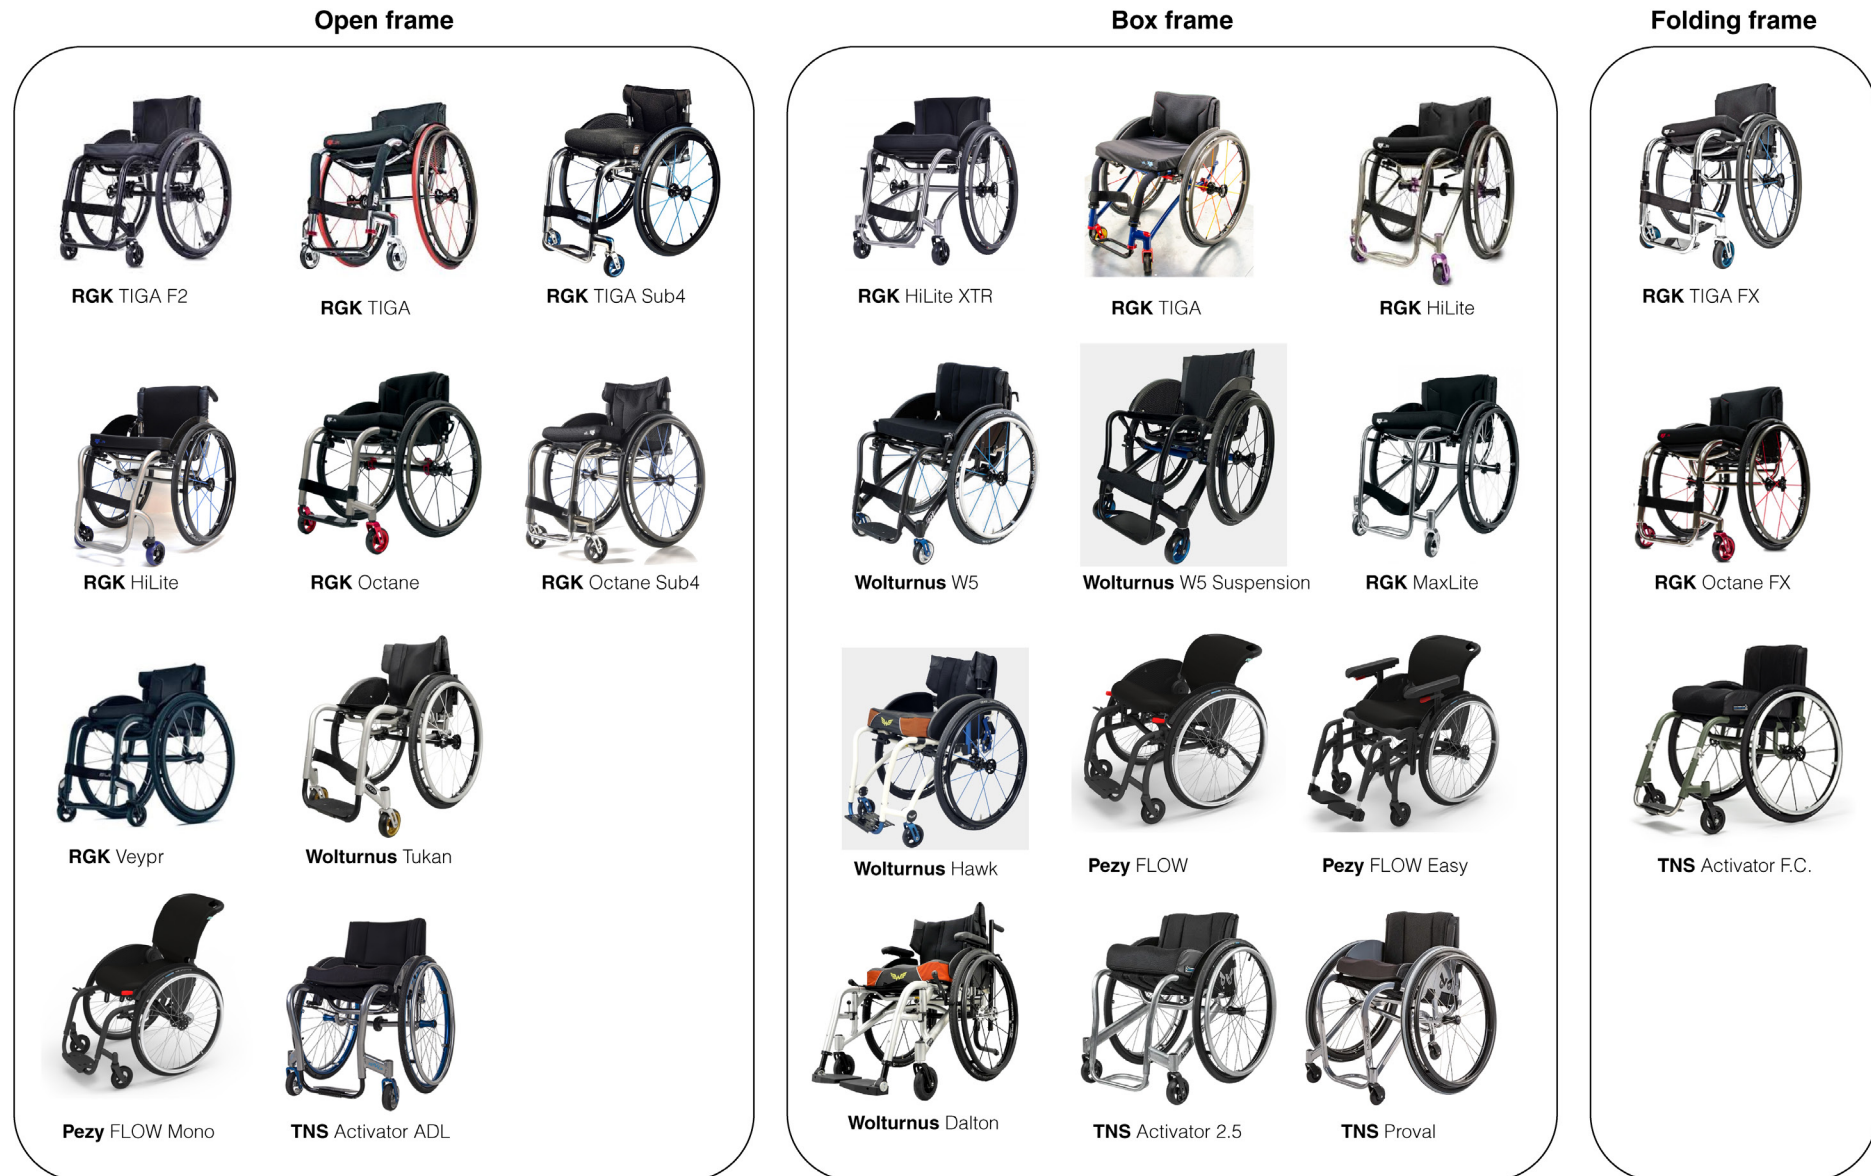 Open frame
Box frame
Folding frame
RGK TIGA F2
RGK TIGA
RGK TIGA Sub4
RGK HiLite XTR
RGK TIGA
RGK HiLite
RGK TIGA FX
RGK HiLite
RGK Octane
RGK Octane Sub4
Wolturnus W5
Wolturnus W5 Suspension
RGK MaxLite
RGK Octane FX
RGK Veypr
Wolturnus Tukan
Wolturnus Hawk
Pezy FLOW
Pezy FLOW Easy
TNS Activator F.C.
Pezy FLOW Mono
TNS Activator ADL
Wolturnus Dalton
TNS Activator 2.5
TNS Proval